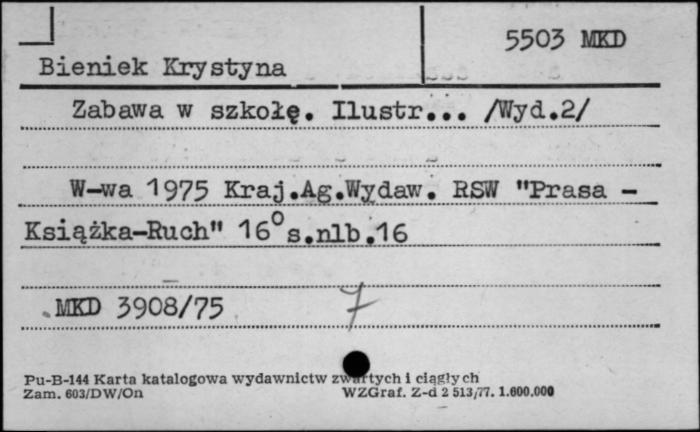 5503 MKD
Bieniek Krystyna
Zabawa w szkołę. Ilustr... /Wyd.2/
W-wa 1975 Kraj.Ag.Wydaw. RSW "Prasa -
Książka-Ruch" 16° s.nlb.16
MKD 3908/75 7
Pu-B-144 Karta katalogowa wydawnictw zwartych i ciągłych
Zam. 603/DW/On WZGraf. Z-d 2 513/77. 1.600.000